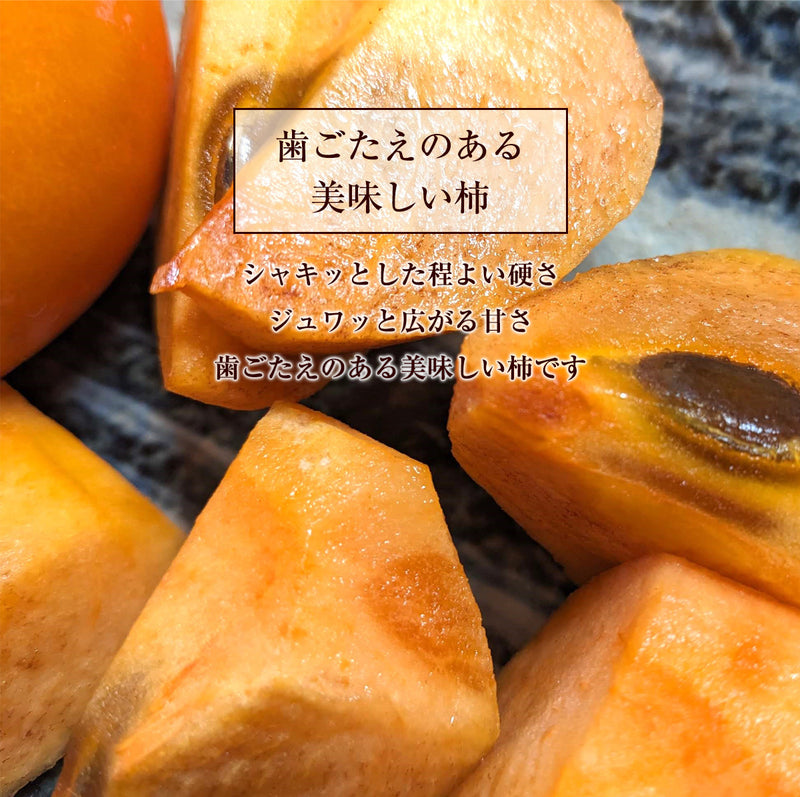 歯ごたえのある
美味しい柿
シャキッとした程よい硬さ
ジュワッと広がる甘さ
歯ごたえのある美味しい柿です